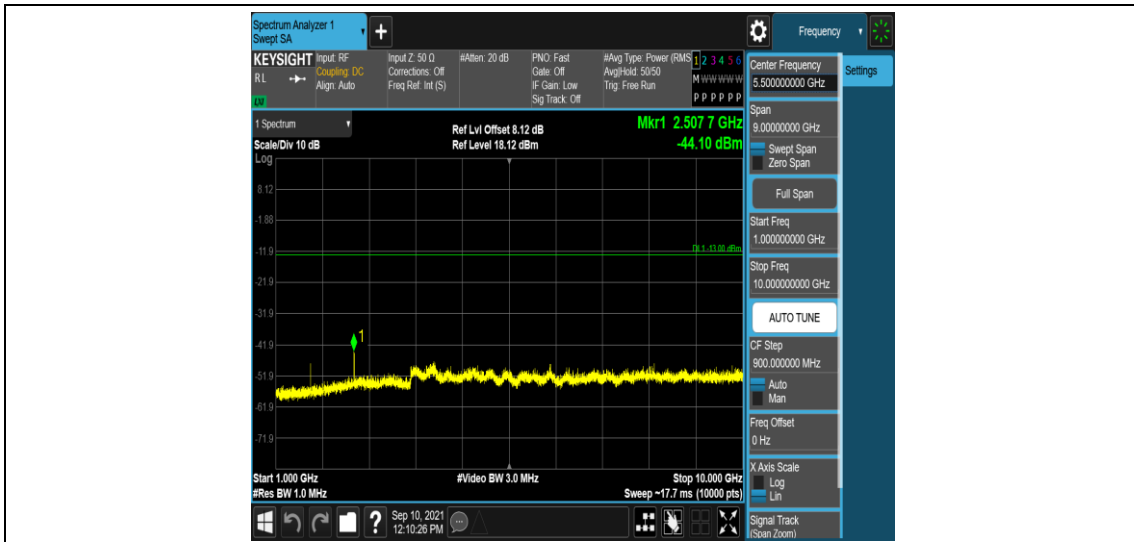 Spectrum Analyzer 1
Swept SA
+
Frequency
KEYSIGHT
RL
LXI
Input: RF
Coupling: DC
Align: Auto
Input Z: 50 Ω
Corrections: Off
Freq Ref: Int (S)
#Atten: 20 dB
PNO: Fast
Gate: Off
IF Gain: Low
Sig Track: Off
#Avg Type: Power (RMS
Avg|Hold: 50/50
Trig: Free Run
1 2 3 4 5 6
M W W W W W
P P P P P P
1 Spectrum
Scale/Div 10 dB
Log
Ref Lvl Offset 8.12 dB
Ref Level 18.12 dBm
Mkr1 2.507 7 GHz
-44.10 dBm
8.12
-1.88
-11.9
DL1 -13.00 dBm
-21.9
-31.9
1
-41.9
-51.9
-61.9
-71.9
Start 1.000 GHz
#Video BW 3.0 MHz
Stop 10.000 GHz
#Res BW 1.0 MHz
Sweep ~17.7 ms (10000 pts)
Center Frequency
5.500000000 GHz
Settings
Span
9.00000000 GHz
Swept Span
Zero Span
Full Span
Start Freq
1.000000000 GHz
Stop Freq
10.000000000 GHz
AUTO TUNE
CF Step
900.000000 MHz
Auto
Man
Freq Offset
0 Hz
X Axis Scale
Log
Lin
Signal Track
(Span Zoom)
?
Sep 10, 2021
12:10:26 PM